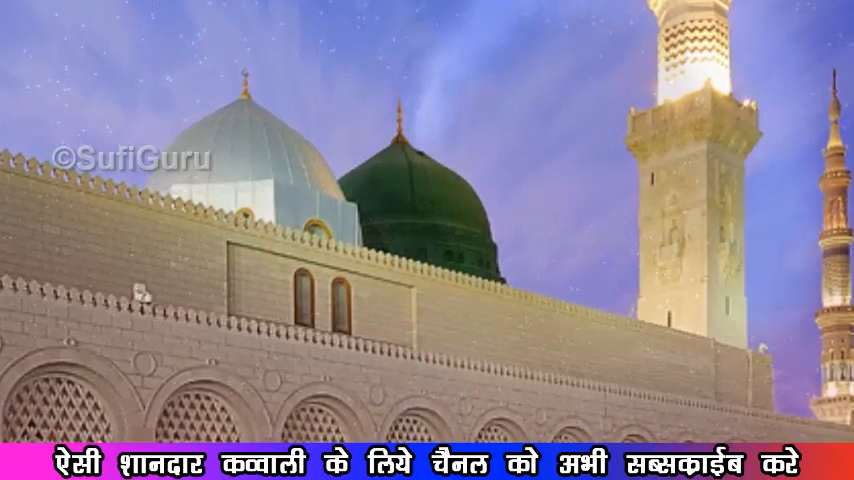 ©SufiGuru
ऐसी शानदार कव्वाली के लिये चैनल को अभी सब्सक्राईब करे